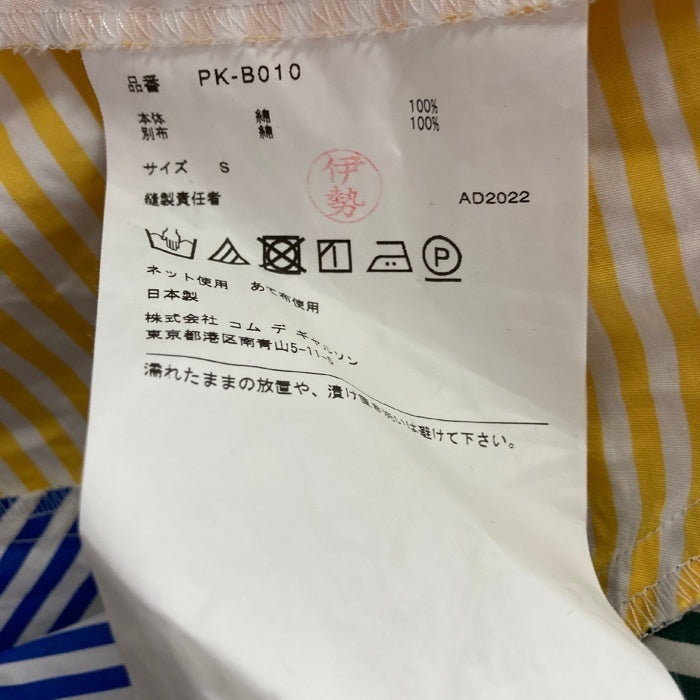 品番 PK-B010
本体 綿 100%
別布 綿 100%
サイズ S
縫製責任者 伊勢 AD2022
P
ネット使用 あて布使用
日本製
株式会社 コム デ ギャルソン
東京都港区南青山5-11-5
濡れたままの放置や、漬け置き洗いは避けて下さい。